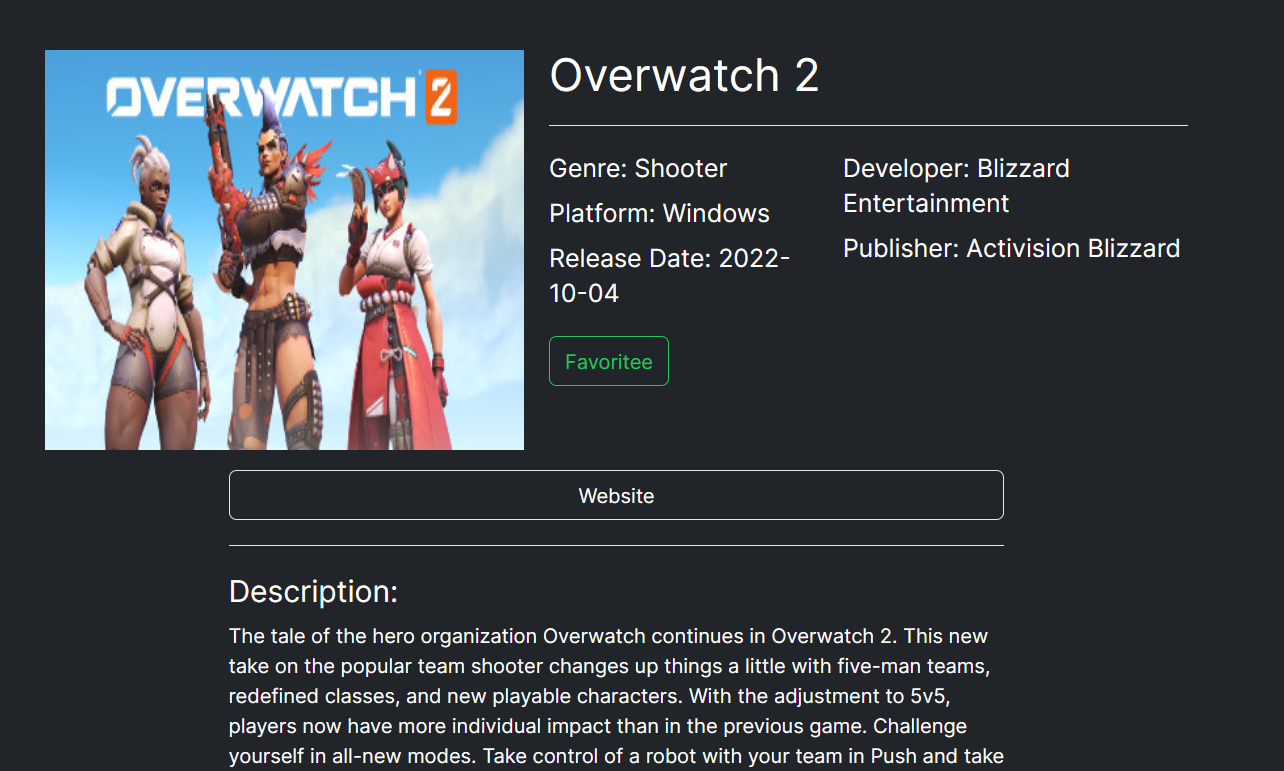 OVERWATCH 2
Overwatch 2
Genre: Shooter
Platform: Windows
Release Date: 2022-
10-04
Developer: Blizzard
Entertainment
Publisher: Activision Blizzard
Favoritee
Website
Description:
The tale of the hero organization Overwatch continues in Overwatch 2. This new
take on the popular team shooter changes up things a little with five-man teams,
redefined classes, and new playable characters. With the adjustment to 5v5,
players now have more individual impact than in the previous game. Challenge
yourself in all-new modes. Take control of a robot with your team in Push and take